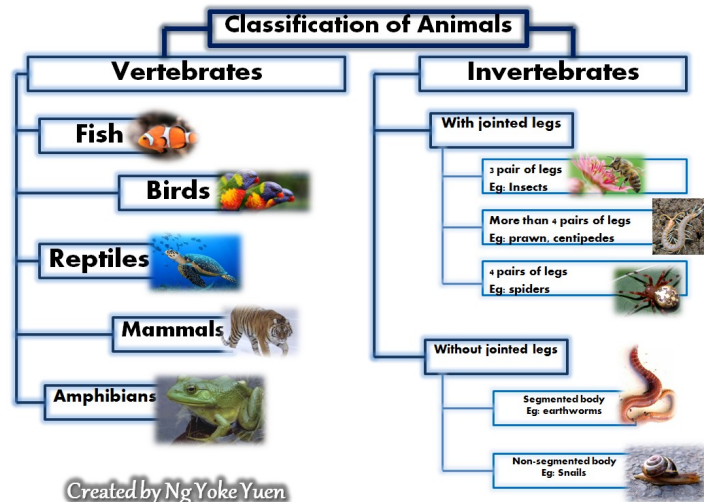 Classification of Animals
Vertebrates
Fish
Birds
Reptiles
Mammals
Amphibians
Invertebrates
With jointed legs
3 pair of legs
Eg: Insects
More than 4 pairs of legs
Eg: prawn, centipedes
4 pairs of legs
Eg: spiders
Without jointed legs
Segmented body
Eg: earthworms
Non-segmented body
Eg: Snails
Created by Ng Yoke Yuen